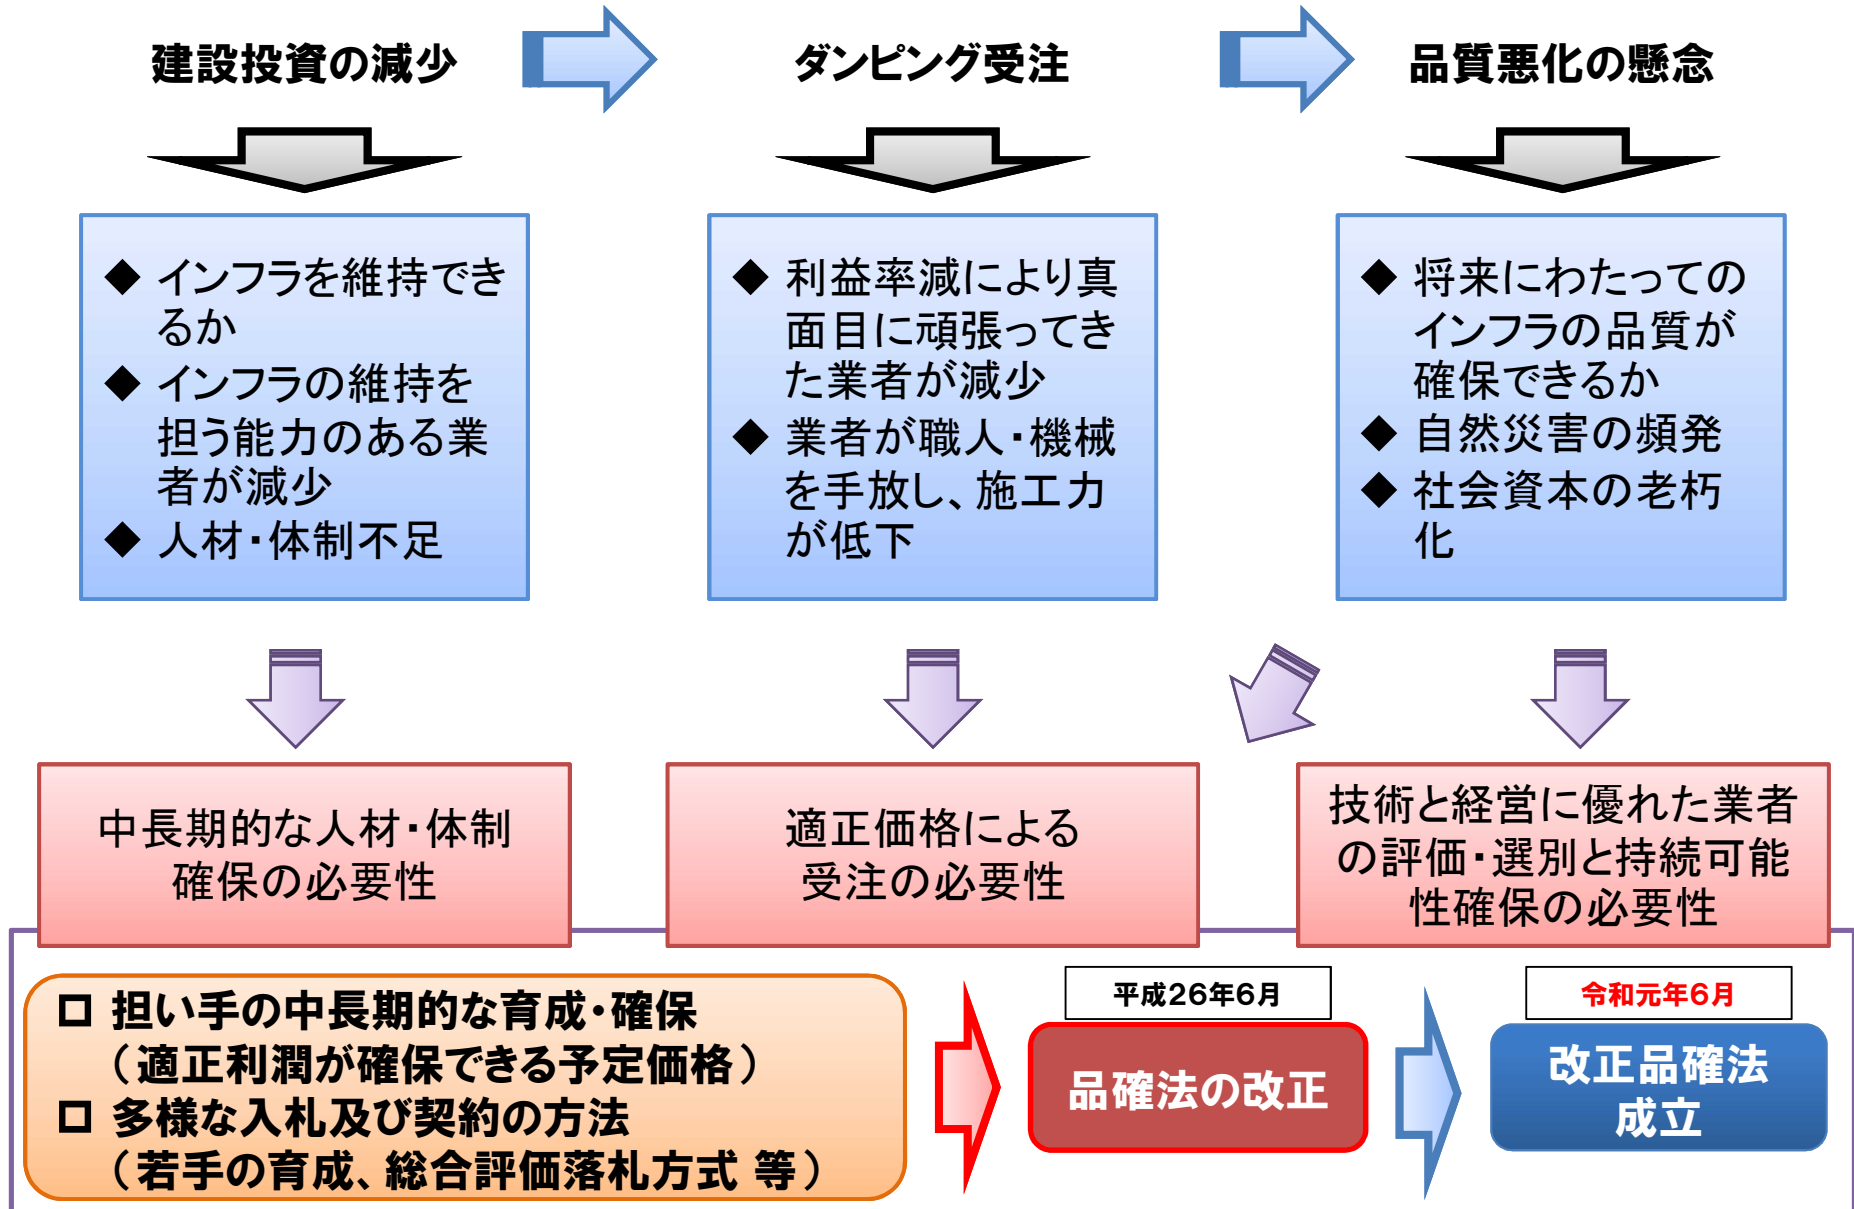 建設投資の減少
ダンピング受注
品質悪化の懸念
◆ インフラを維持でき
るか
◆ インフラの維持を
担う能力のある業
者が減少
◆ 人材・体制不足
◆ 利益率減により真
面目に頑張ってき
た業者が減少
◆ 業者が職人・機械
を手放し、施工力
が低下
◆ 将来にわたっての
インフラの品質が
確保できるか
◆ 自然災害の頻発
◆ 社会資本の老朽
化
中長期的な人材・体制
確保の必要性
適正価格による
受注の必要性
技術と経営に優れた業者
の評価・選別と持続可能
性確保の必要性
□ 担い手の中長期的な育成・確保
（適正利潤が確保できる予定価格）
□ 多様な入札及び契約の方法
（若手の育成、総合評価落札方式 等）
平成26年6月
品確法の改正
令和元年6月
改正品確法
成立